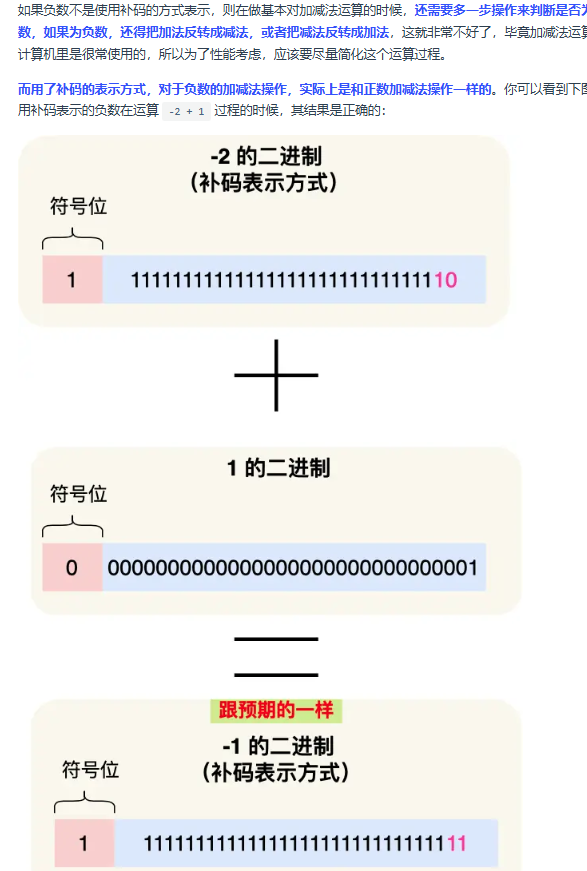 如果负数不是使用补码的方式表示，则在做基本对加减法运算的时候，还需要多一步操作来判断是否为
数，如果为负数，还得把加法反转成减法，或者把减法反转成加法，这就非常不好了，毕竟加减法运算
计算机里是很常使用的，所以为了性能考虑，应该要尽量简化这个运算过程。
而用了补码的表示方式，对于负数的加减法操作，实际上是和正数加减法操作一样的。你可以看到下图
用补码表示的负数在运算 -2 + 1 过程的时候，其结果是正确的：
-2 的二进制
（补码表示方式）
符号位
1 1111111111111111111111111111110
+
1 的二进制
符号位
0 0000000000000000000000000000001
=
跟预期的一样
-1 的二进制
（补码表示方式）
符号位
1 1111111111111111111111111111111